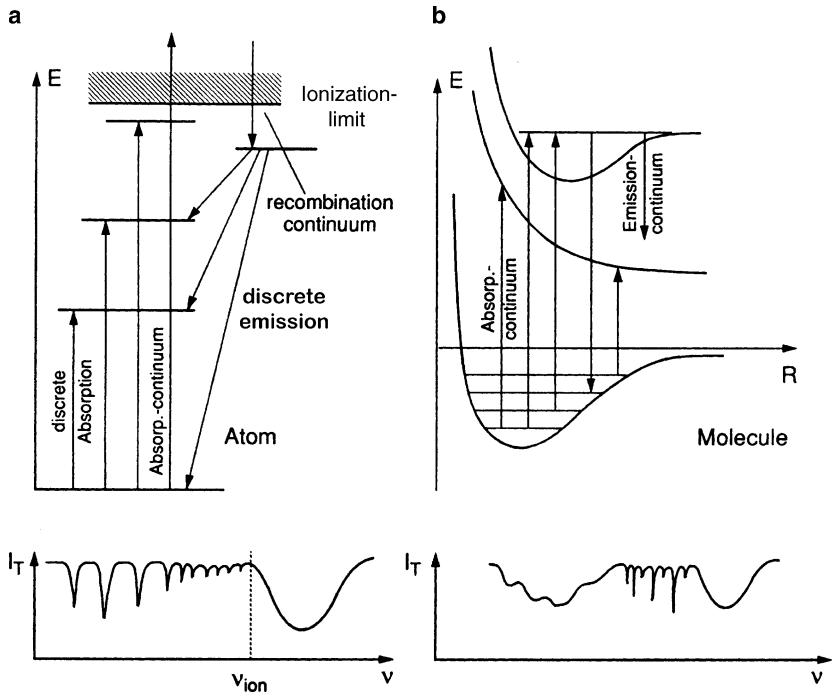 a
E
Ionization-
limit
recombination
continuum
discrete
emission
discrete
Absorption
Absorp.-continuum
Atom
I_T
ν_ion
ν
b
E
Emission-
continuum
Absorp.-
continuum
R
Molecule
I_T
ν